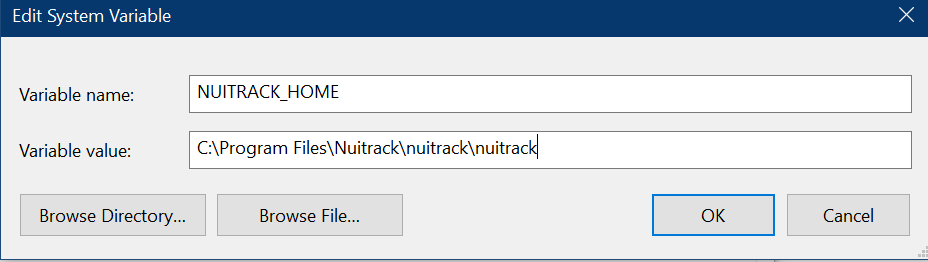 Edit System Variable
Variable name:
NUITRACK_HOME
Variable value:
C:\Program Files\Nuitrack\nuitrack\nuitrack
Browse Directory...
Browse File...
OK
Cancel